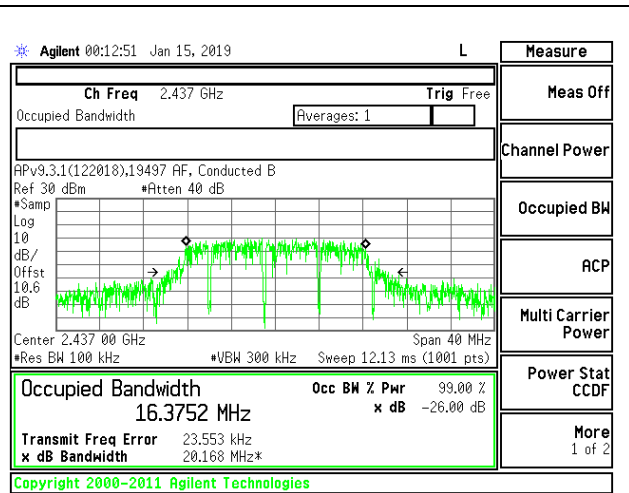 Agilent 00:12:51 Jan 15, 2019 L Measure
Ch Freq 2.437 GHz Trig Free
Occupied Bandwidth Averages: 1
Meas Off
Channel Power
APv9.3.1(122018),19497 AF, Conducted B
Ref 30 dBm #Atten 40 dB
#Samp
Log
10
dB/
Offst
10.6
dB
Occupied BW
ACP
Multi Carrier
Power
Center 2.437 00 GHz Span 40 MHz
#Res BW 100 kHz #VBW 300 kHz Sweep 12.13 ms (1001 pts)
Occupied Bandwidth Occ BW % Pwr 99.00 %
16.3752 MHz x dB -26.00 dB
Transmit Freq Error 23.553 kHz
x dB Bandwidth 20.168 MHz*
Power Stat
CCDF
More
1 of 2
Copyright 2000-2011 Agilent Technologies